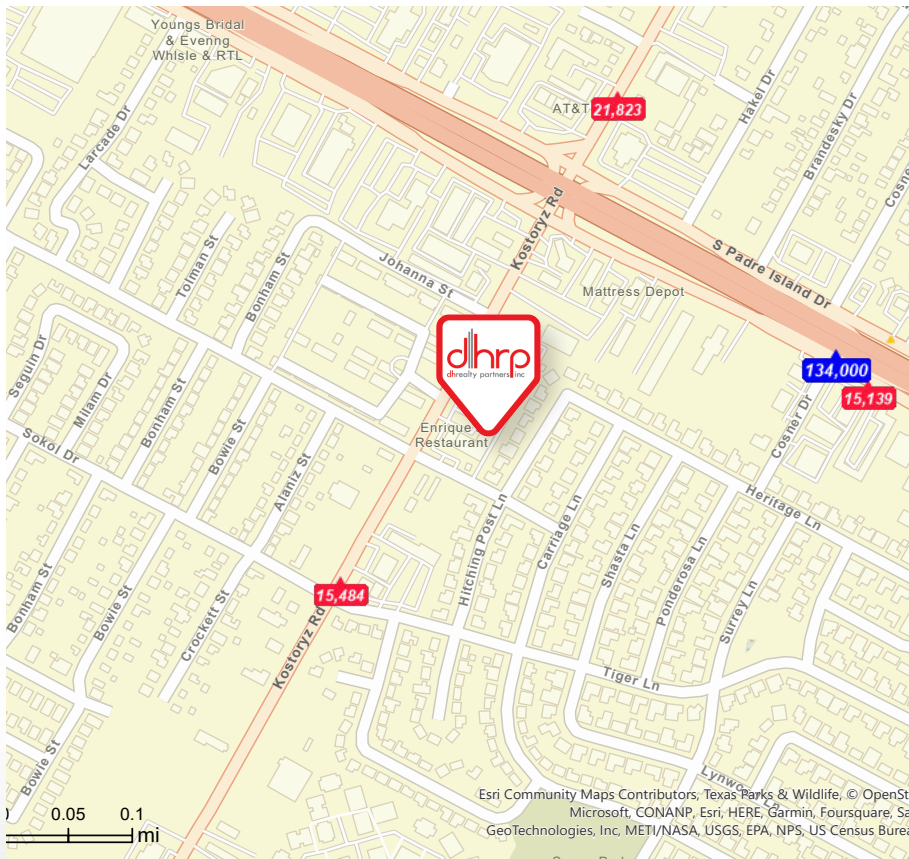 Youngs Bridal
& Evenng
Whlsle & RTL
AT&T
21,823
Larcade Dr
Hakel Dr
Brandesky Dr
Cosner
Kostoryz Rd
S Padre Island Dr
Tolman St
Bonham St
Johanna St
Mattress Depot
dhrp
dhrealty partners, inc
134,000
15,139
Seguin Dr
Milam Dr
Bonham St
Bowie St
Enrique
Restaurant
Cosner Dr
Sokol Dr
Alaniz St
Heritage Ln
Hitching Post Ln
Carriage Ln
Shasta Ln
Ponderosa Ln
Surrey Ln
Bonham St
Bowie St
Crockett St
15,484
Kostoryz Rd
Tiger Ln
Bowie St
Lynwood Ln
0 0.05 0.1
mi
Esri Community Maps Contributors, Texas Parks & Wildlife, © OpenSt
Microsoft, CONANP, Esri, HERE, Garmin, Foursquare, Sa
GeoTechnologies, Inc, METI/NASA, USGS, EPA, NPS, US Census Burea